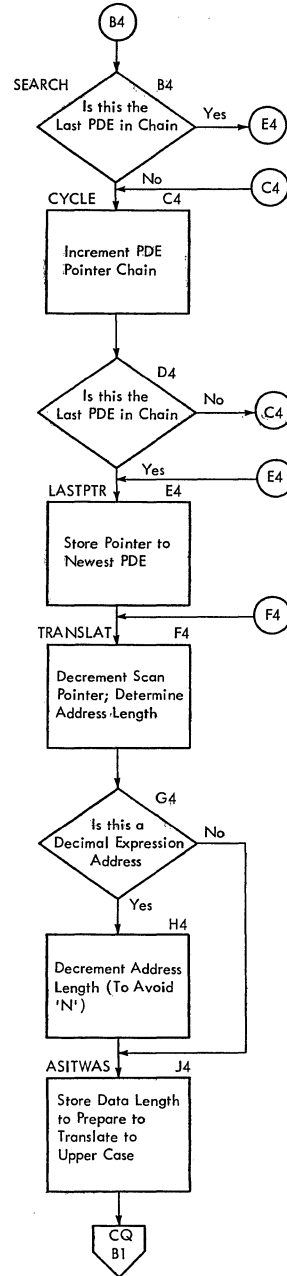 B4
SEARCH B4
Is this the
Last PDE in Chain
Yes
E4
No
C4
CYCLE C4
Increment PDE
Pointer Chain
D4
Is this the
Last PDE in Chain
No
C4
Yes
E4
LASTPTR E4
Store Pointer to
Newest PDE
F4
TRANSLAT F4
Decrement Scan
Pointer; Determine
Address Length
G4
Is this a
Decimal Expression
Address
No
Yes
H4
Decrement Address
Length (To Avoid
'N')
ASITWAS J4
Store Data Length
to Prepare to
Translate to
Upper Case
CQ
B1